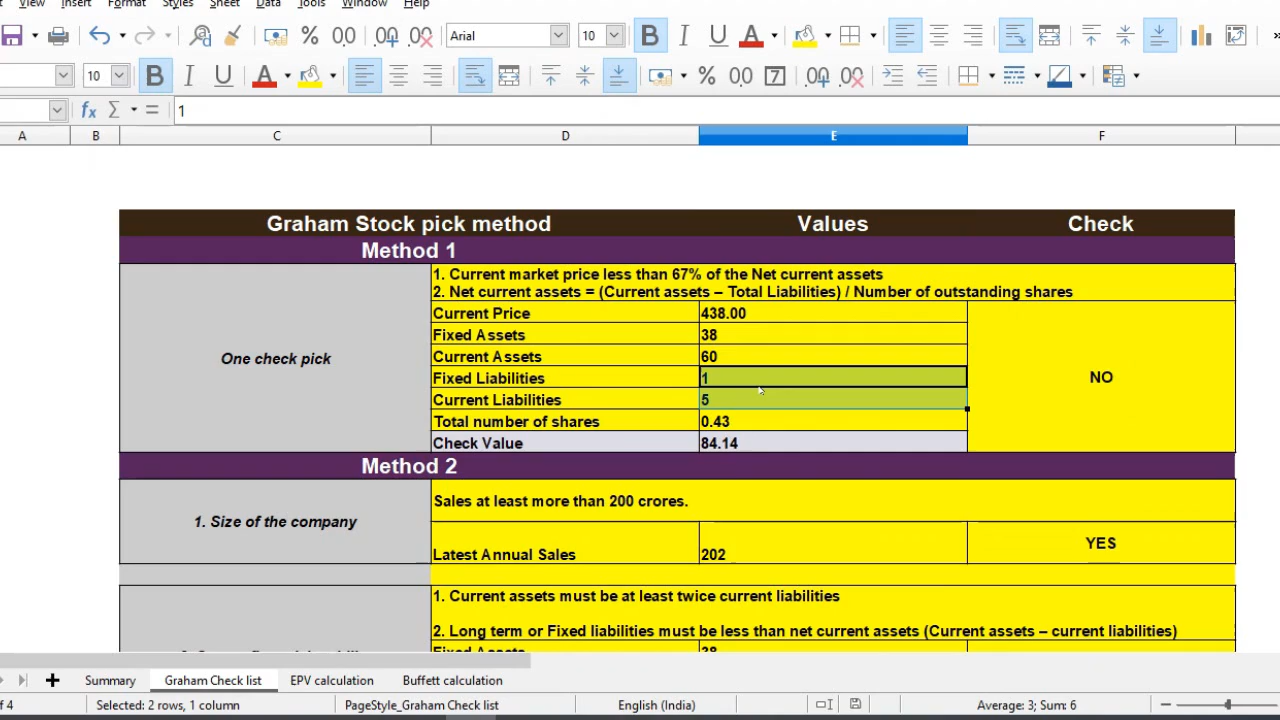 View Insert Format Styles Sheet Data Tools Window Help
Arial 10
10
1
A B C D E F
Graham Stock pick method Values Check
Method 1
1. Current market price less than 67% of the Net current assets
2. Net current assets = (Current assets – Total Liabilities) / Number of outstanding shares
Current Price 438.00
Fixed Assets 38
Current Assets 60
One check pick
Fixed Liabilities 1 NO
Current Liabilities 5
Total number of shares 0.43
Check Value 84.14
Method 2
Sales at least more than 200 crores.
1. Size of the company
Latest Annual Sales 202 YES
1. Current assets must be at least twice current liabilities
2. Long term or Fixed liabilities must be less than net current assets (Current assets – current liabilities)
Fixed Assets 38
Summary Graham Check list EPV calculation Buffett calculation
of 4 Selected: 2 rows, 1 column PageStyle_Graham Check list English (India) Average: 3; Sum: 6